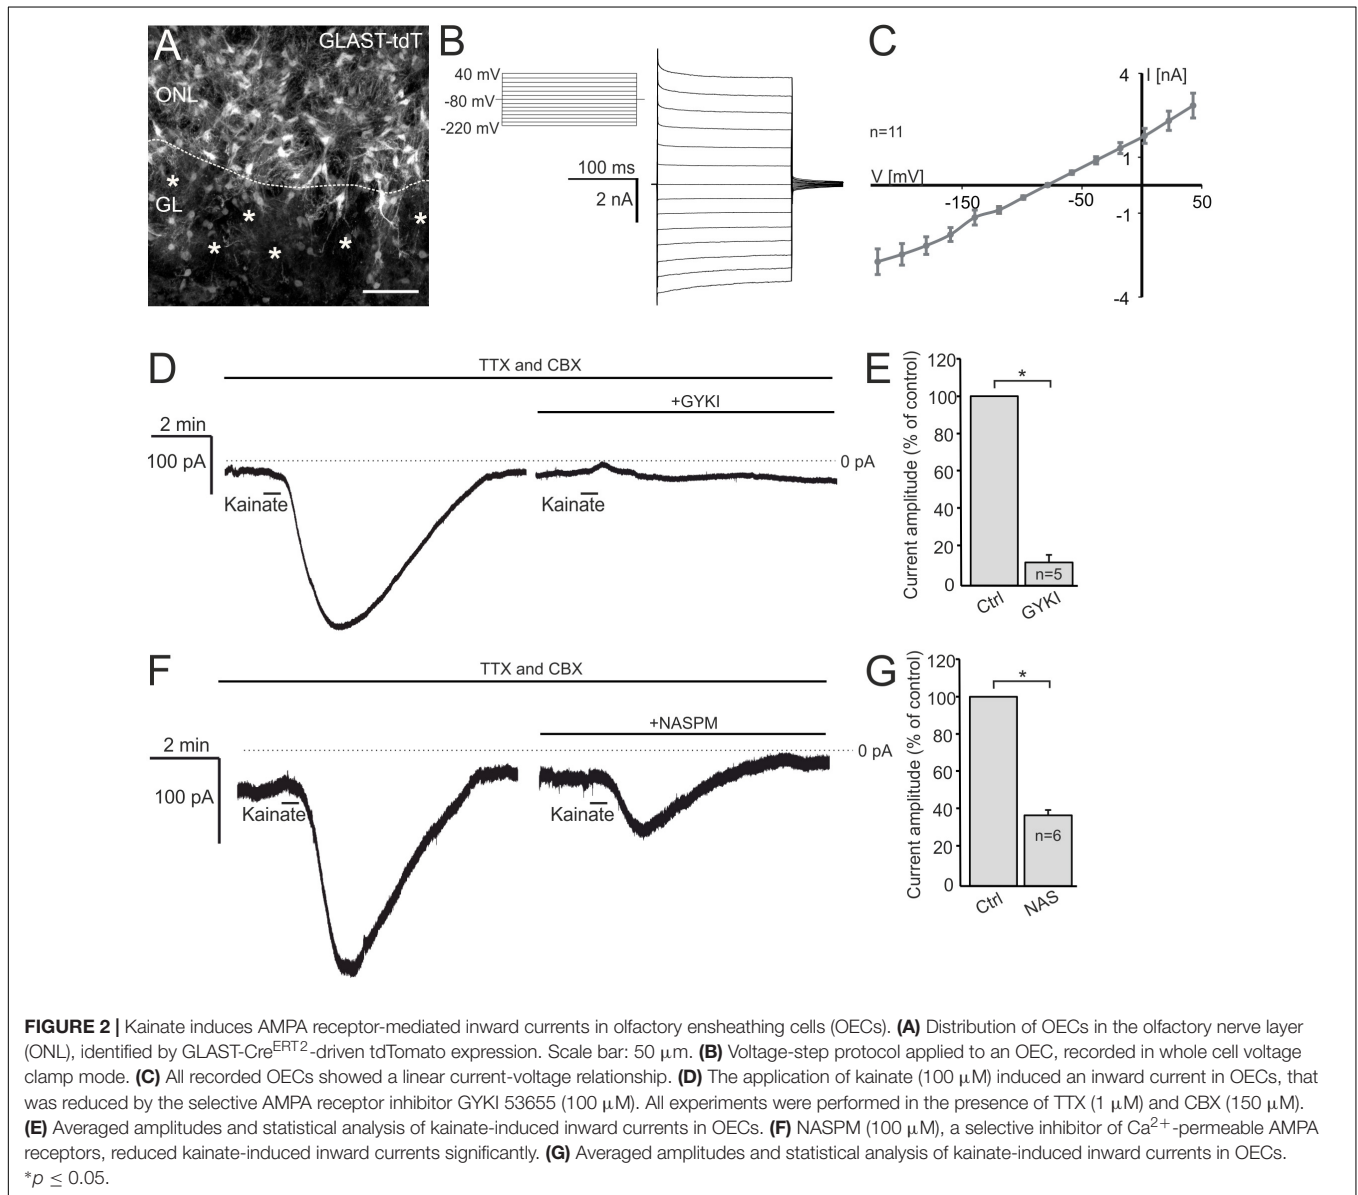 A
GLAST-tdT
ONL
GL
*
*
*
*
*
*
B
40 mV
-80 mV
-220 mV
100 ms
2 nA
C
4
I [nA]
n=11
1
V [mV]
-150
-50
50
-1
-4
D
TTX and CBX
+GYKI
2 min
100 pA
0 pA
Kainate
Kainate
E
Current amplitude (% of control)
120
100
80
60
40
20
0
*
n=5
Ctrl
GYKI
F
TTX and CBX
+NASPM
2 min
100 pA
0 pA
Kainate
Kainate
G
Current amplitude (% of control)
120
100
80
60
40
20
0
*
n=6
Ctrl
NAS
FIGURE 2 | Kainate induces AMPA receptor-mediated inward currents in olfactory ensheathing cells (OECs). (A) Distribution of OECs in the olfactory nerve layer
(ONL), identified by GLAST-CreERT2-driven tdTomato expression. Scale bar: 50 μm. (B) Voltage-step protocol applied to an OEC, recorded in whole cell voltage
clamp mode. (C) All recorded OECs showed a linear current-voltage relationship. (D) The application of kainate (100 μM) induced an inward current in OECs, that
was reduced by the selective AMPA receptor inhibitor GYKI 53655 (100 μM). All experiments were performed in the presence of TTX (1 μM) and CBX (150 μM).
(E) Averaged amplitudes and statistical analysis of kainate-induced inward currents in OECs. (F) NASPM (100 μM), a selective inhibitor of Ca2+-permeable AMPA
receptors, reduced kainate-induced inward currents significantly. (G) Averaged amplitudes and statistical analysis of kainate-induced inward currents in OECs.
*p ≤ 0.05.